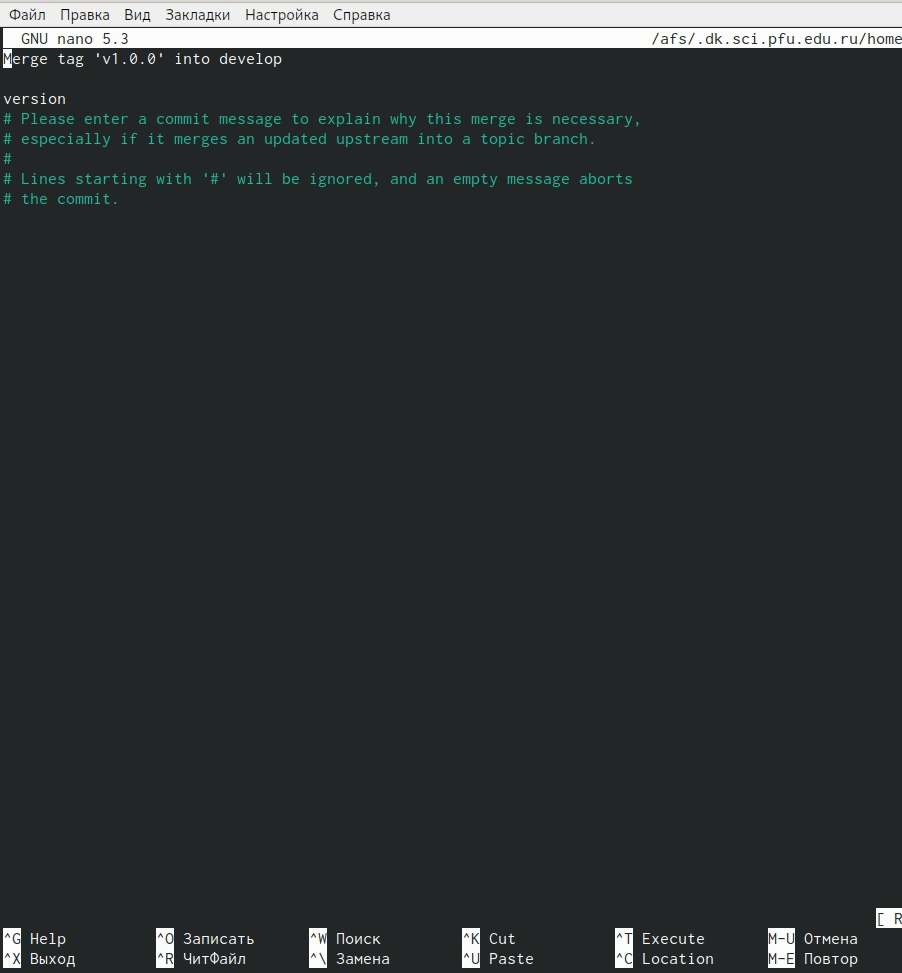 Файл Правка Вид Закладки Настройка Справка
GNU nano 5.3 /afs/.dk.sci.pfu.edu.ru/home
Merge tag 'v1.0.0' into develop
version
# Please enter a commit message to explain why this merge is necessary,
# especially if it merges an updated upstream into a topic branch.
#
# Lines starting with '#' will be ignored, and an empty message aborts
# the commit.
[ R
^G Help ^O Записать ^W Поиск ^K Cut ^T Execute M-U Отмена
^X Выход ^R ЧитФайл ^\ Замена ^U Paste ^C Location M-E Повтор